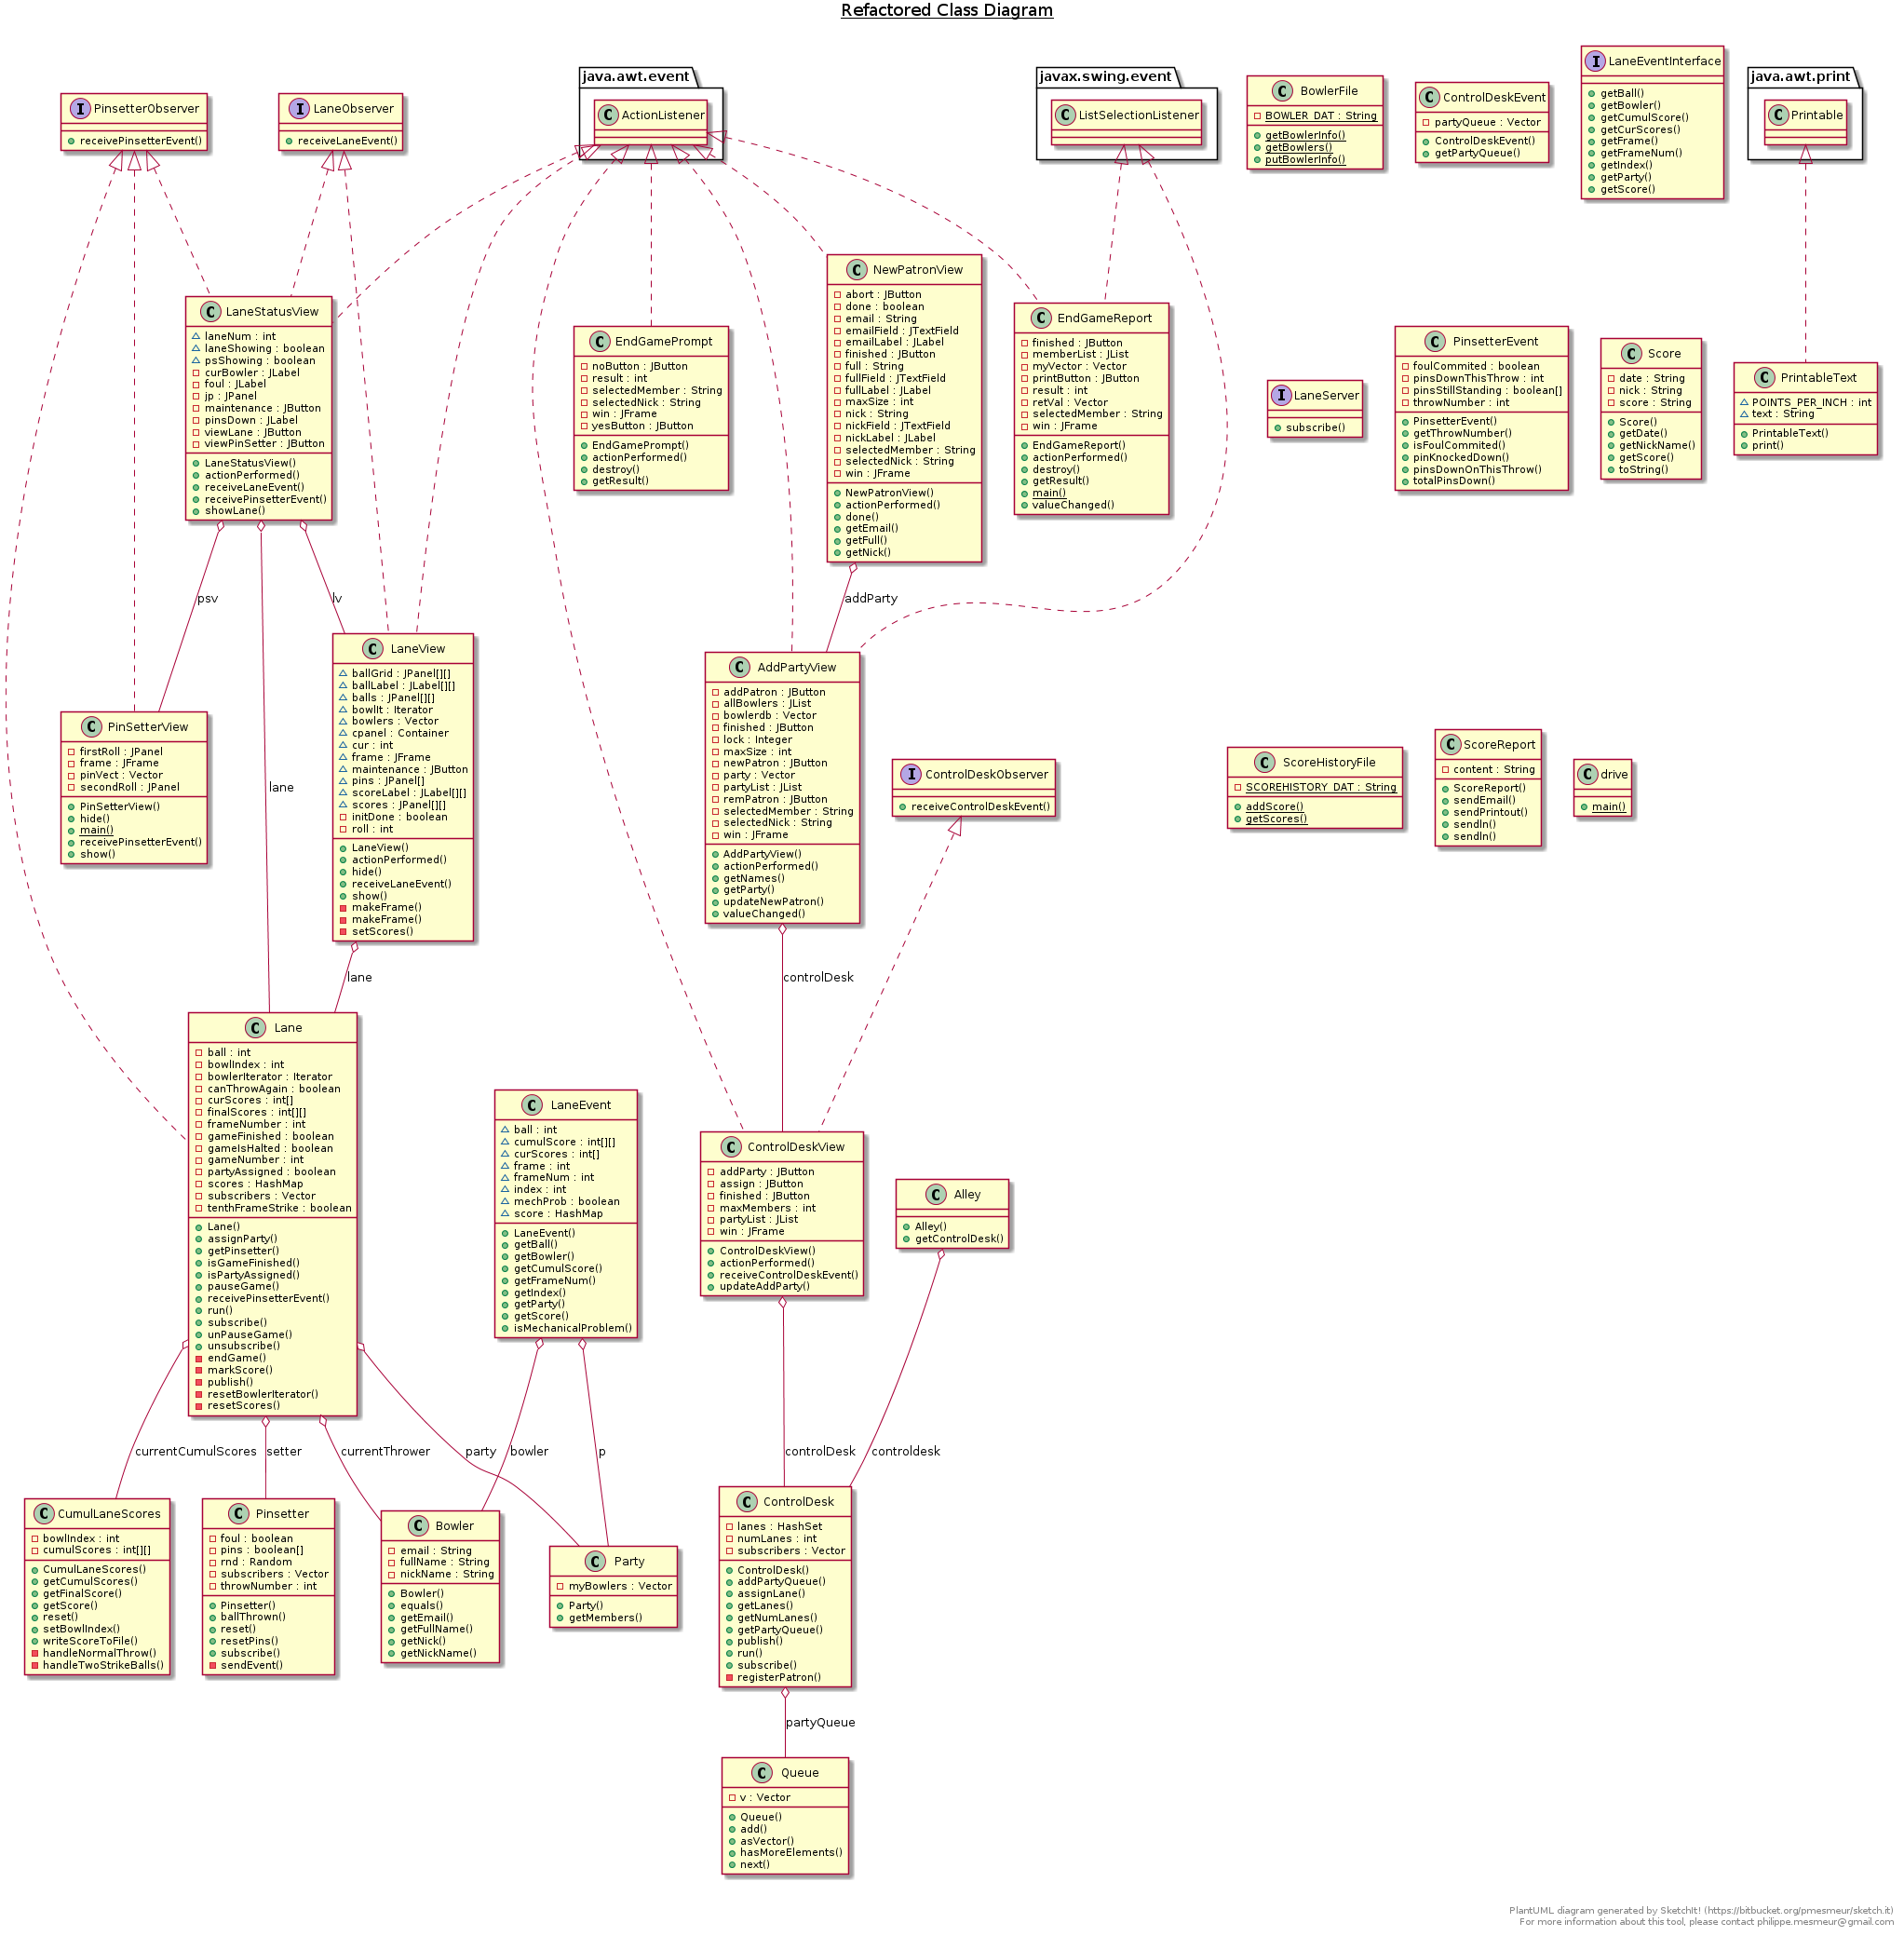 Refactored Class Diagram
I PinsetterObserver
receivePinsetterEvent()
I LaneObserver
receiveLaneEvent()
java.awt.event
C ActionListener
javax.swing.event
C ListSelectionListener
C BowlerFile
BOWLER_DAT : String
getBowlerInfo()
getBowlers()
putBowlerInfo()
C ControlDeskEvent
partyQueue : Vector
ControlDeskEvent()
getPartyQueue()
I LaneEventInterface
getBall()
getBowler()
getCumulScore()
getCurScores()
getFrame()
getFrameNum()
getIndex()
getParty()
getScore()
java.awt.print
C Printable
C LaneStatusView
laneNum : int
laneShowing : boolean
psShowing : boolean
curBowler : JLabel
foul : JLabel
jp : JPanel
maintenance : JButton
pinsDown : JLabel
viewLane : JButton
viewPinSetter : JButton
LaneStatusView()
actionPerformed()
receiveLaneEvent()
receivePinsetterEvent()
showLane()
C EndGamePrompt
noButton : JButton
result : int
selectedMember : String
selectedNick : String
win : JFrame
yesButton : JButton
EndGamePrompt()
actionPerformed()
destroy()
getResult()
C NewPatronView
abort : JButton
done : boolean
email : String
emailField : JTextField
emailLabel : JLabel
finished : JButton
full : String
fullField : JTextField
fullLabel : JLabel
maxSize : int
nick : String
nickField : JTextField
nickLabel : JLabel
selectedMember : String
selectedNick : String
win : JFrame
NewPatronView()
actionPerformed()
done()
getEmail()
getFull()
getNick()
C EndGameReport
finished : JButton
memberList : JList
myVector : Vector
printButton : JButton
result : int
retVal : Vector
selectedMember : String
win : JFrame
EndGameReport()
actionPerformed()
destroy()
getResult()
main()
valueChanged()
I LaneServer
subscribe()
C PinsetterEvent
foulCommited : boolean
pinsDownThisThrow : int
pinsStillStanding : boolean[]
throwNumber : int
PinsetterEvent()
getThrowNumber()
isFoulCommited()
pinKnockedDown()
pinsDownOnThisThrow()
totalPinsDown()
C Score
date : String
nick : String
score : String
Score()
getDate()
getNickName()
getScore()
toString()
C PrintableText
POINTS_PER_INCH : int
text : String
PrintableText()
print()
psv
lv
addParty
lane
C PinSetterView
firstRoll : JPanel
frame : JFrame
pinVect : Vector
secondRoll : JPanel
PinSetterView()
hide()
main()
receivePinsetterEvent()
show()
C LaneView
ballGrid : JPanel[][]
ballLabel : JLabel[][]
balls : JPanel[][]
bowlIt : Iterator
bowlers : Vector
cpanel : Container
cur : int
frame : JFrame
maintenance : JButton
pins : JPanel[]
scoreLabel : JLabel[][]
scores : JPanel[][]
initDone : boolean
roll : int
LaneView()
actionPerformed()
hide()
receiveLaneEvent()
show()
makeFrame()
makeFrame()
setScores()
C AddPartyView
addPatron : JButton
allBowlers : JList
bowlerdb : Vector
finished : JButton
lock : Integer
maxSize : int
newPatron : JButton
party : Vector
partyList : JList
remPatron : JButton
selectedMember : String
selectedNick : String
win : JFrame
AddPartyView()
actionPerformed()
getNames()
getParty()
updateNewPatron()
valueChanged()
I ControlDeskObserver
receiveControlDeskEvent()
C ScoreHistoryFile
SCOREHISTORY_DAT : String
addScore()
getScores()
C ScoreReport
content : String
ScoreReport()
sendEmail()
sendPrintout()
sendln()
sendln()
C drive
main()
lane
controlDesk
C Lane
ball : int
bowlIndex : int
bowlerIterator : Iterator
canThrowAgain : boolean
curScores : int[]
finalScores : int[][]
frameNumber : int
gameFinished : boolean
gameIsHalted : boolean
gameNumber : int
partyAssigned : boolean
scores : HashMap
subscribers : Vector
tenthFrameStrike : boolean
Lane()
assignParty()
getPinsetter()
isGameFinished()
isPartyAssigned()
pauseGame()
receivePinsetterEvent()
run()
subscribe()
unPauseGame()
unsubscribe()
endGame()
markScore()
publish()
resetBowlerIterator()
resetScores()
C LaneEvent
ball : int
cumulScore : int[][]
curScores : int[]
frame : int
frameNum : int
index : int
mechProb : boolean
score : HashMap
LaneEvent()
getBall()
getBowler()
getCumulScore()
getFrameNum()
getIndex()
getParty()
getScore()
isMechanicalProblem()
C ControlDeskView
addParty : JButton
assign : JButton
finished : JButton
maxMembers : int
partyList : JList
win : JFrame
ControlDeskView()
actionPerformed()
receiveControlDeskEvent()
updateAddParty()
C Alley
Alley()
getControlDesk()
currentCumulScores
setter
currentThrower
party
bowler
p
controlDesk
controldesk
C CumulLaneScores
bowlIndex : int
cumulScores : int[][]
CumulLaneScores()
getCumulScores()
getFinalScore()
getScore()
reset()
setBowlIndex()
writeScoreToFile()
handleNormalThrow()
handleTwoStrikeBalls()
C Pinsetter
foul : boolean
pins : boolean[]
rnd : Random
subscribers : Vector
throwNumber : int
Pinsetter()
ballThrown()
reset()
resetPins()
subscribe()
sendEvent()
C Bowler
email : String
fullName : String
nickName : String
Bowler()
equals()
getEmail()
getFullName()
getNick()
getNickName()
C Party
myBowlers : Vector
Party()
getMembers()
C ControlDesk
lanes : HashSet
numLanes : int
subscribers : Vector
ControlDesk()
addPartyQueue()
assignLane()
getLanes()
getNumLanes()
getPartyQueue()
publish()
run()
subscribe()
registerPatron()
partyQueue
C Queue
v : Vector
Queue()
add()
asVector()
hasMoreElements()
next()
PlantUML diagram generated by SketchIt! (https://bitbucket.org/pmesmeur/sketch.it)
For more information about this tool, please contact philippe.mesmeur@gmail.com